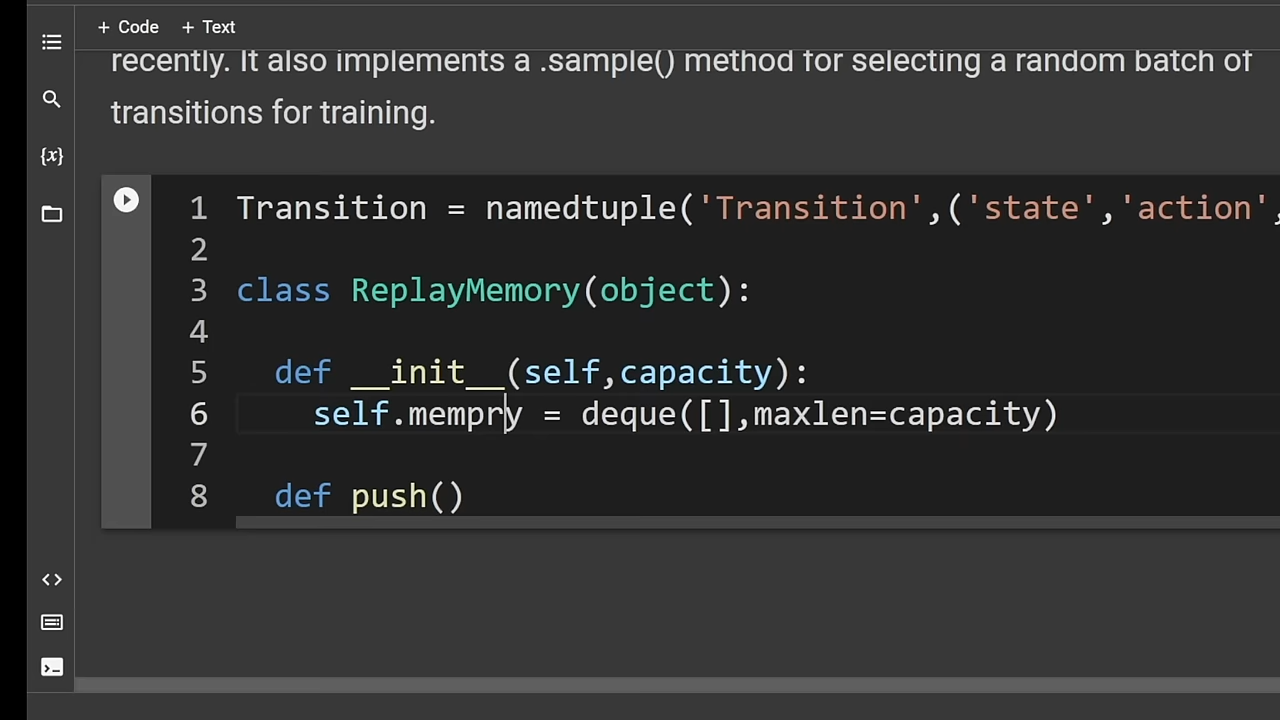 + Code + Text
recently. It also implements a .sample() method for selecting a random batch of
transitions for training.
{x}
1 Transition = namedtuple('Transition',('state','action',
2
3 class ReplayMemory(object):
4
5 def __init__(self,capacity):
6 self.mempry = deque([],maxlen=capacity)
7
8 def push()